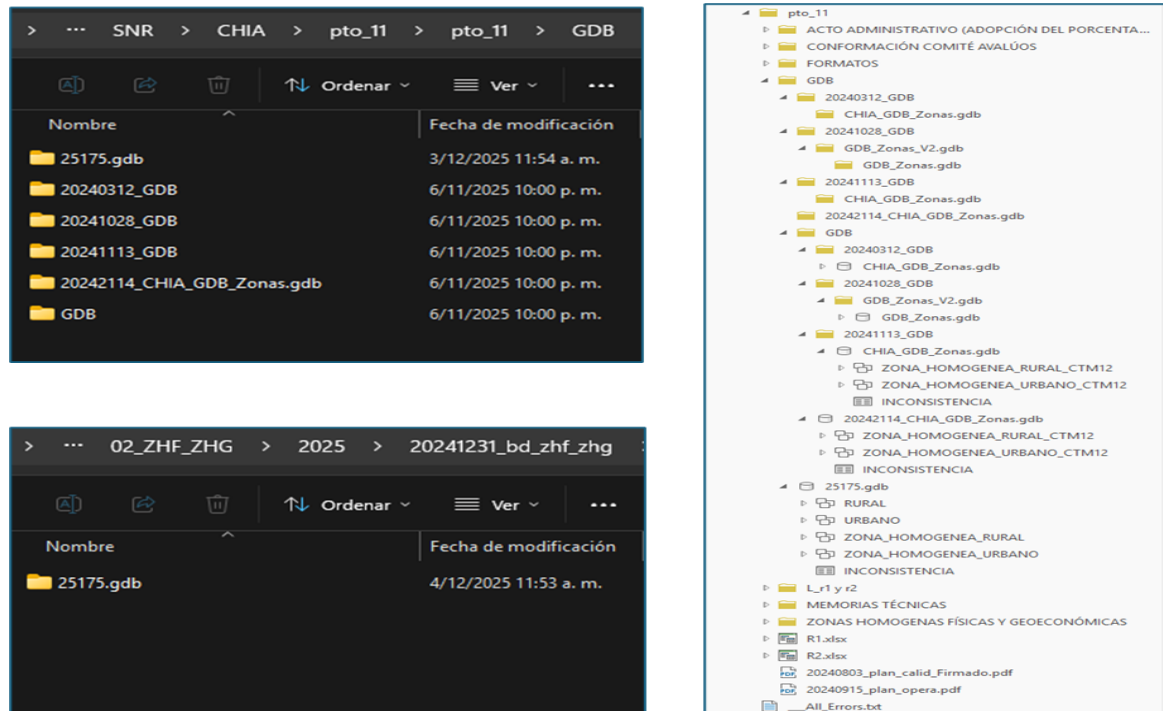 > ··· SNR > CHIA > pto_11 > pto_11 > GDB
Ordenar Ver ···
Nombre Fecha de modificación
25175.gdb 3/12/2025 11:54 a. m.
20240312_GDB 6/11/2025 10:00 p. m.
20241028_GDB 6/11/2025 10:00 p. m.
20241113_GDB 6/11/2025 10:00 p. m.
20242114_CHIA_GDB_Zonas.gdb 6/11/2025 10:00 p. m.
GDB 6/11/2025 10:00 p. m.
> ··· 02_ZHF_ZHG > 2025 > 20241231_bd_zhf_zhg
Ordenar Ver ···
Nombre Fecha de modificación
25175.gdb 4/12/2025 11:53 a. m.
pto_11
ACTO ADMINISTRATIVO (ADOPCIÓN DEL PORCENTA...
CONFORMACIÓN COMITÉ AVALÚOS
FORMATOS
GDB
20240312_GDB
CHIA_GDB_Zonas.gdb
20241028_GDB
GDB_Zonas_V2.gdb
GDB_Zonas.gdb
20241113_GDB
CHIA_GDB_Zonas.gdb
20242114_CHIA_GDB_Zonas.gdb
GDB
20240312_GDB
CHIA_GDB_Zonas.gdb
20241028_GDB
GDB_Zonas_V2.gdb
GDB_Zonas.gdb
20241113_GDB
CHIA_GDB_Zonas.gdb
ZONA_HOMOGENEA_RURAL_CTM12
ZONA_HOMOGENEA_URBANO_CTM12
INCONSISTENCIA
20242114_CHIA_GDB_Zonas.gdb
ZONA_HOMOGENEA_RURAL_CTM12
ZONA_HOMOGENEA_URBANO_CTM12
INCONSISTENCIA
25175.gdb
RURAL
URBANO
ZONA_HOMOGENEA_RURAL
ZONA_HOMOGENEA_URBANO
INCONSISTENCIA
L_r1 y r2
MEMORIAS TÉCNICAS
ZONAS HOMOGENAS FÍSICAS Y GEOECONÓMICAS
R1.xlsx
R2.xlsx
20240803_plan_calid_Firmado.pdf
20240915_plan_opera.pdf
___All_Errors.txt